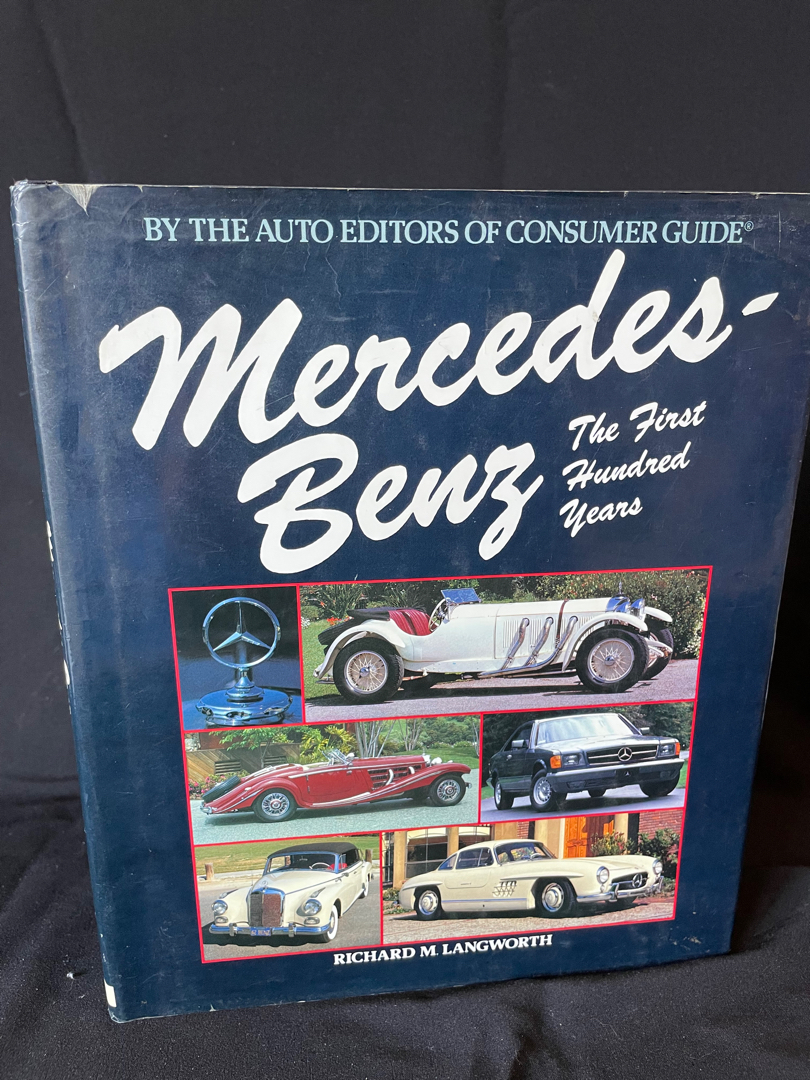 BY THE AUTO EDITORS OF CONSUMER GUIDE®
Mercedes-
Benz
The First
Hundred
Years
RICHARD M. LANGWORTH